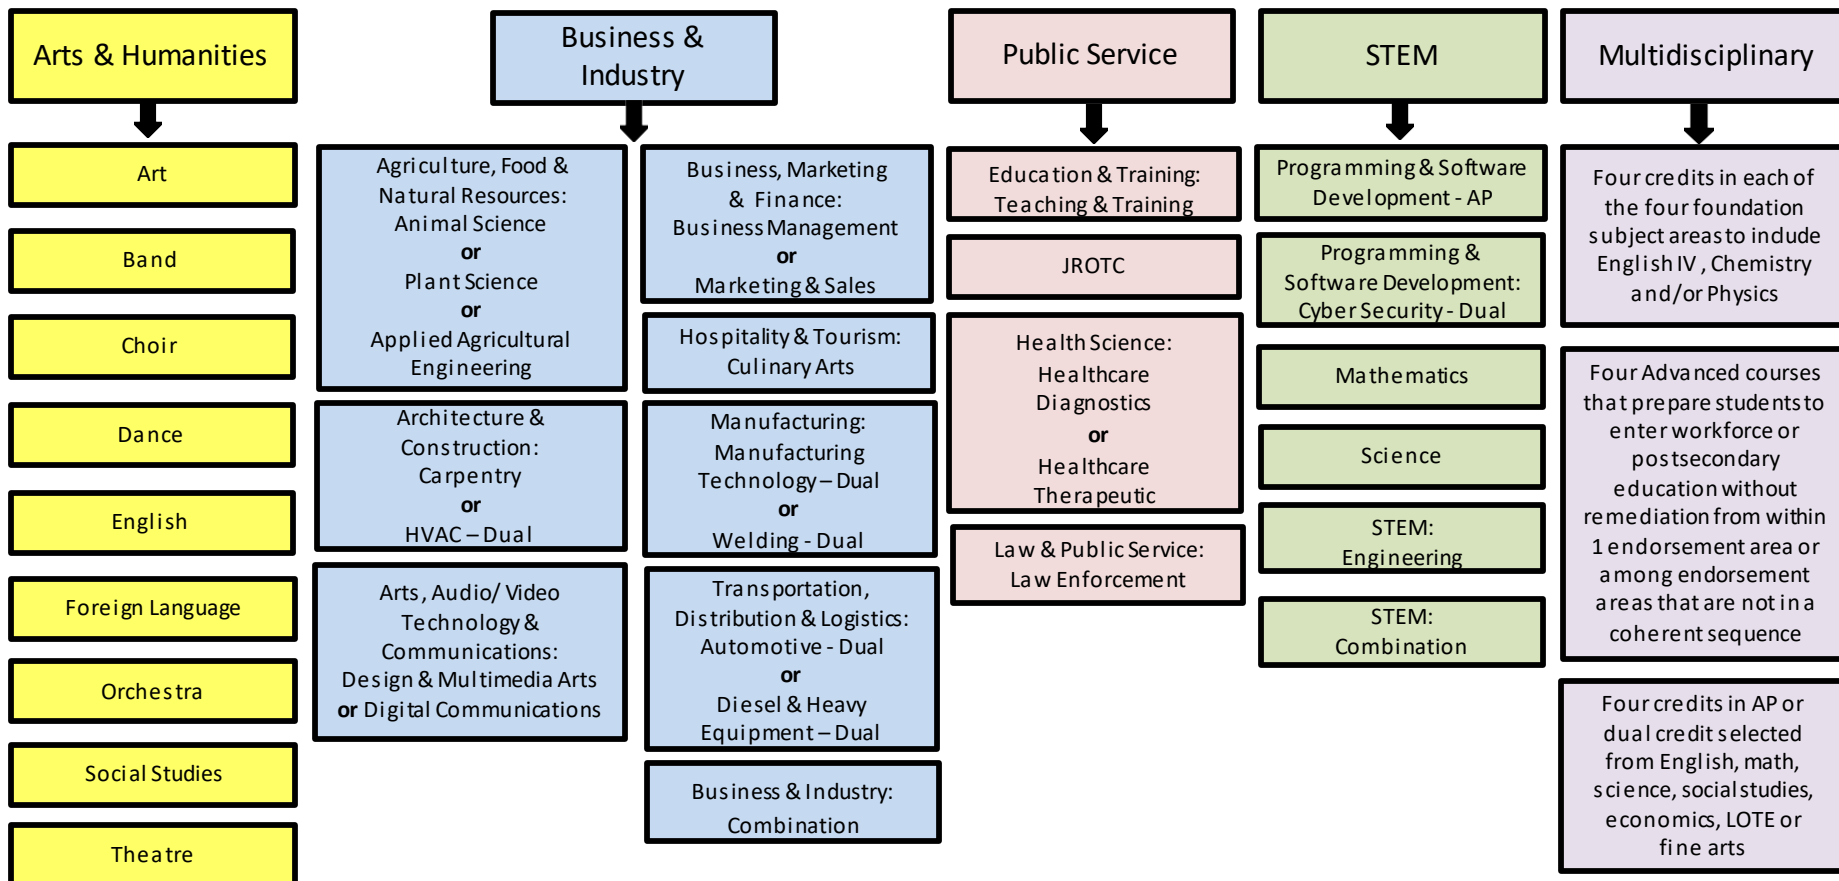 Arts & Humanities
Art
Band
Choir
Dance
English
Foreign Language
Orchestra
Social Studies
Theatre
Business &
Industry
Agriculture, Food &
Natural Resources:
Animal Science
or
Plant Science
or
Applied Agricultural
Engineering
Architecture &
Construction:
Carpentry
or
HVAC – Dual
Arts, Audio/ Video
Technology &
Communications:
Design & Multimedia Arts
or Digital Communications
Business, Marketing
& Finance:
Business Management
or
Marketing & Sales
Hospitality & Tourism:
Culinary Arts
Manufacturing:
Manufacturing
Technology – Dual
or
Welding - Dual
Transportation,
Distribution & Logistics:
Automotive - Dual
or
Diesel & Heavy
Equipment – Dual
Business & Industry:
Combination
Public Service
Education & Training:
Teaching & Training
JROTC
Health Science:
Healthcare
Diagnostics
or
Healthcare
Therapeutic
Law & Public Service:
Law Enforcement
STEM
Programming & Software
Development - AP
Programming &
Software Development:
Cyber Security - Dual
Mathematics
Science
STEM:
Engineering
STEM:
Combination
Multidisciplinary
Four credits in each of
the four foundation
subject areas to include
English IV , Chemistry
and/or Physics
Four Advanced courses
that prepare students to
enter workforce or
postsecondary
education without
remediation from within
1 endorsement area or
among endorsement
areas that are not in a
coherent sequence
Four credits in AP or
dual credit selected
from English, math,
science, social studies,
economics, LOTE or
fine arts